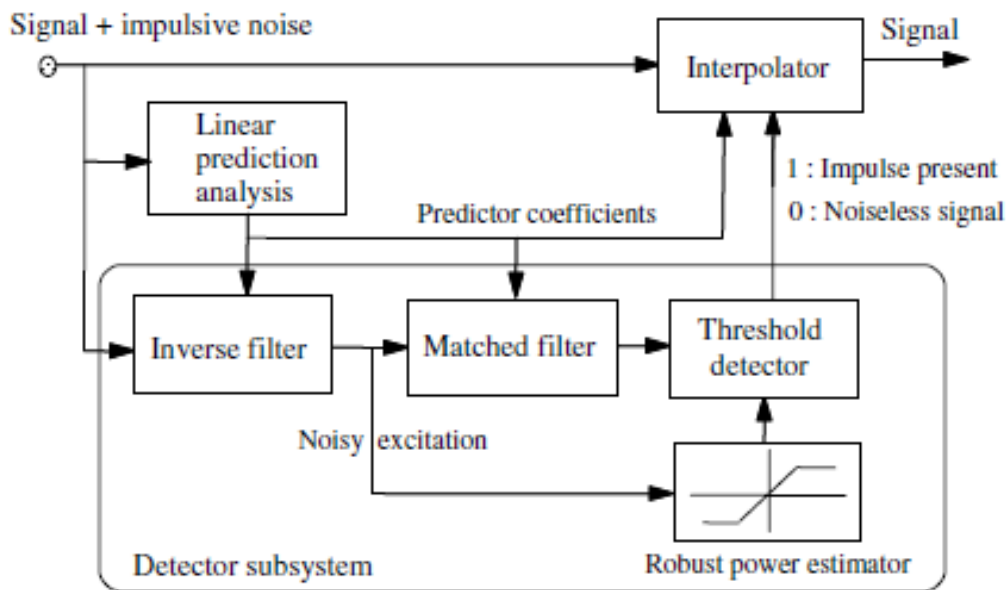 Signal + impulsive noise
Signal
Interpolator
Linear
prediction
analysis
1 : Impulse present
0 : Noiseless signal
Predictor coefficients
Inverse filter
Matched filter
Threshold
detector
Noisy excitation
Detector subsystem
Robust power estimator